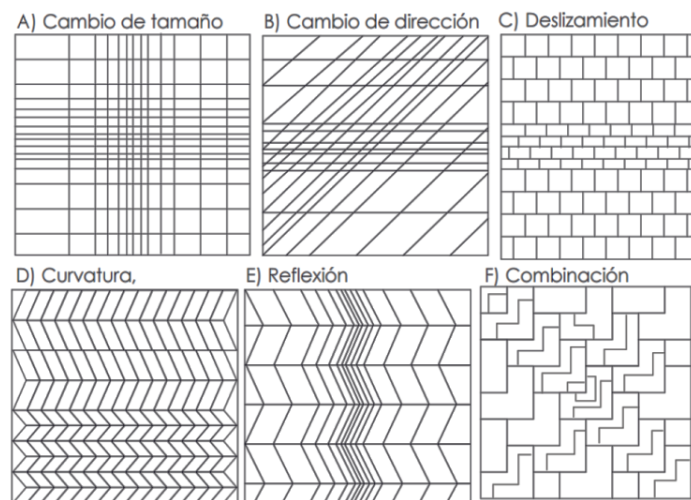 A) Cambio de tamaño
B) Cambio de dirección
C) Deslizamiento
D) Curvatura,
E) Reflexión
F) Combinación